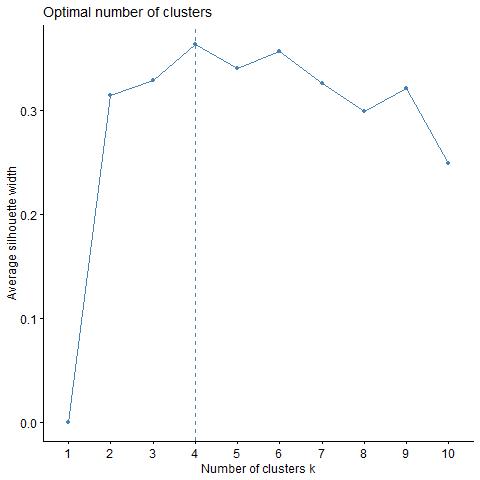 Optimal number of clusters
Average silhouette width
0.3
0.2
0.1
0.0
1 2 3 4 5 6 7 8 9 10
Number of clusters k